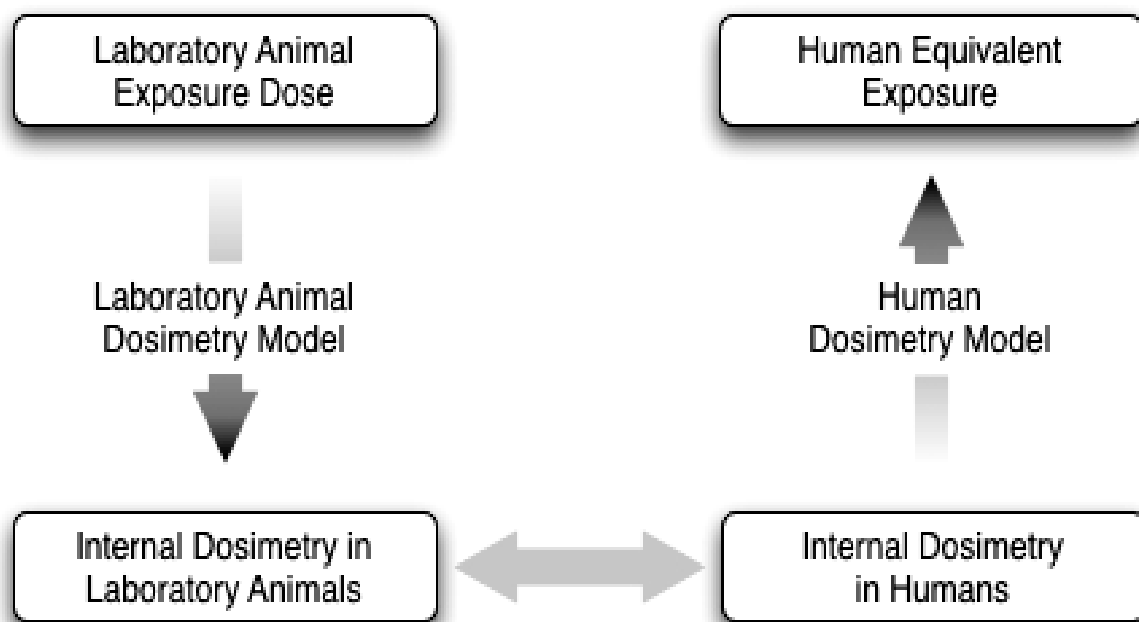 Laboratory Animal
Exposure Dose
Human Equivalent
Exposure
Laboratory Animal
Dosimetry Model
Human
Dosimetry Model
Internal Dosimetry in
Laboratory Animals
Internal Dosimetry
in Humans